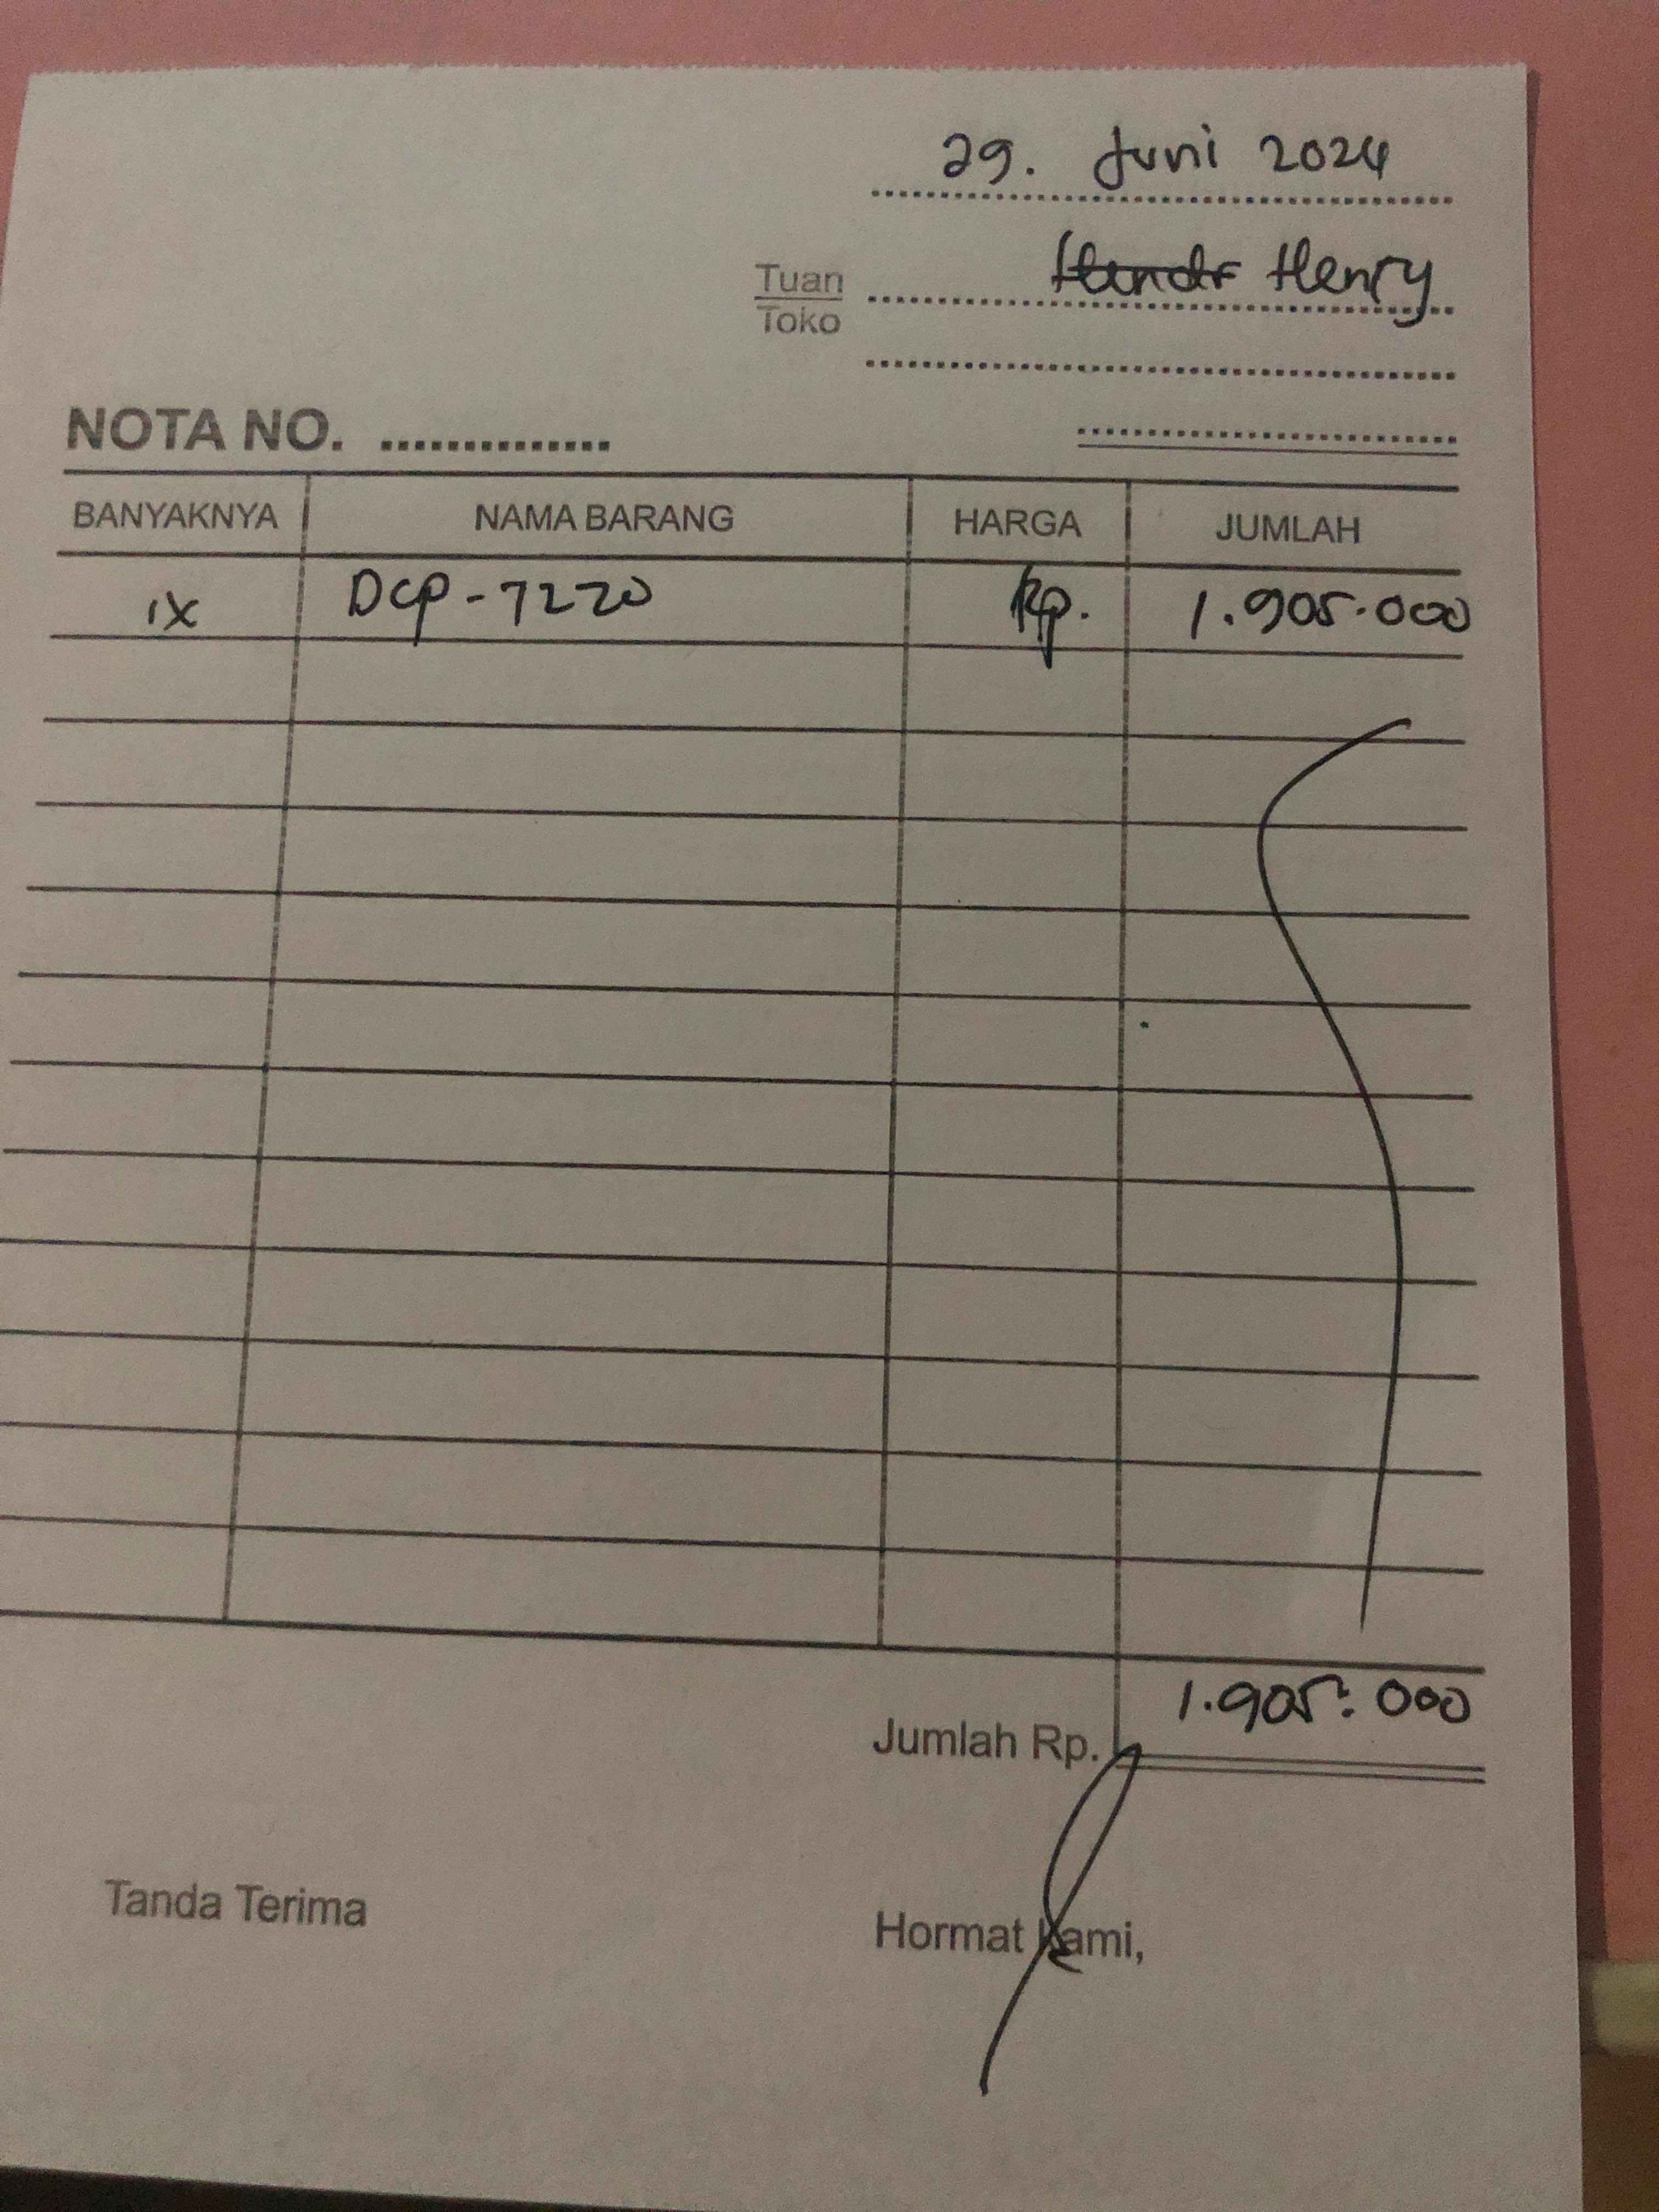 29. Juni 2024
Tuan Henry
Toko
NOTA NO. ..............
BANYAKNYA NAMA BARANG HARGA JUMLAH
1X DCP-7220 Rp. 1.905.000
Jumlah Rp. 1.905.000
Tanda Terima Hormat Kami,